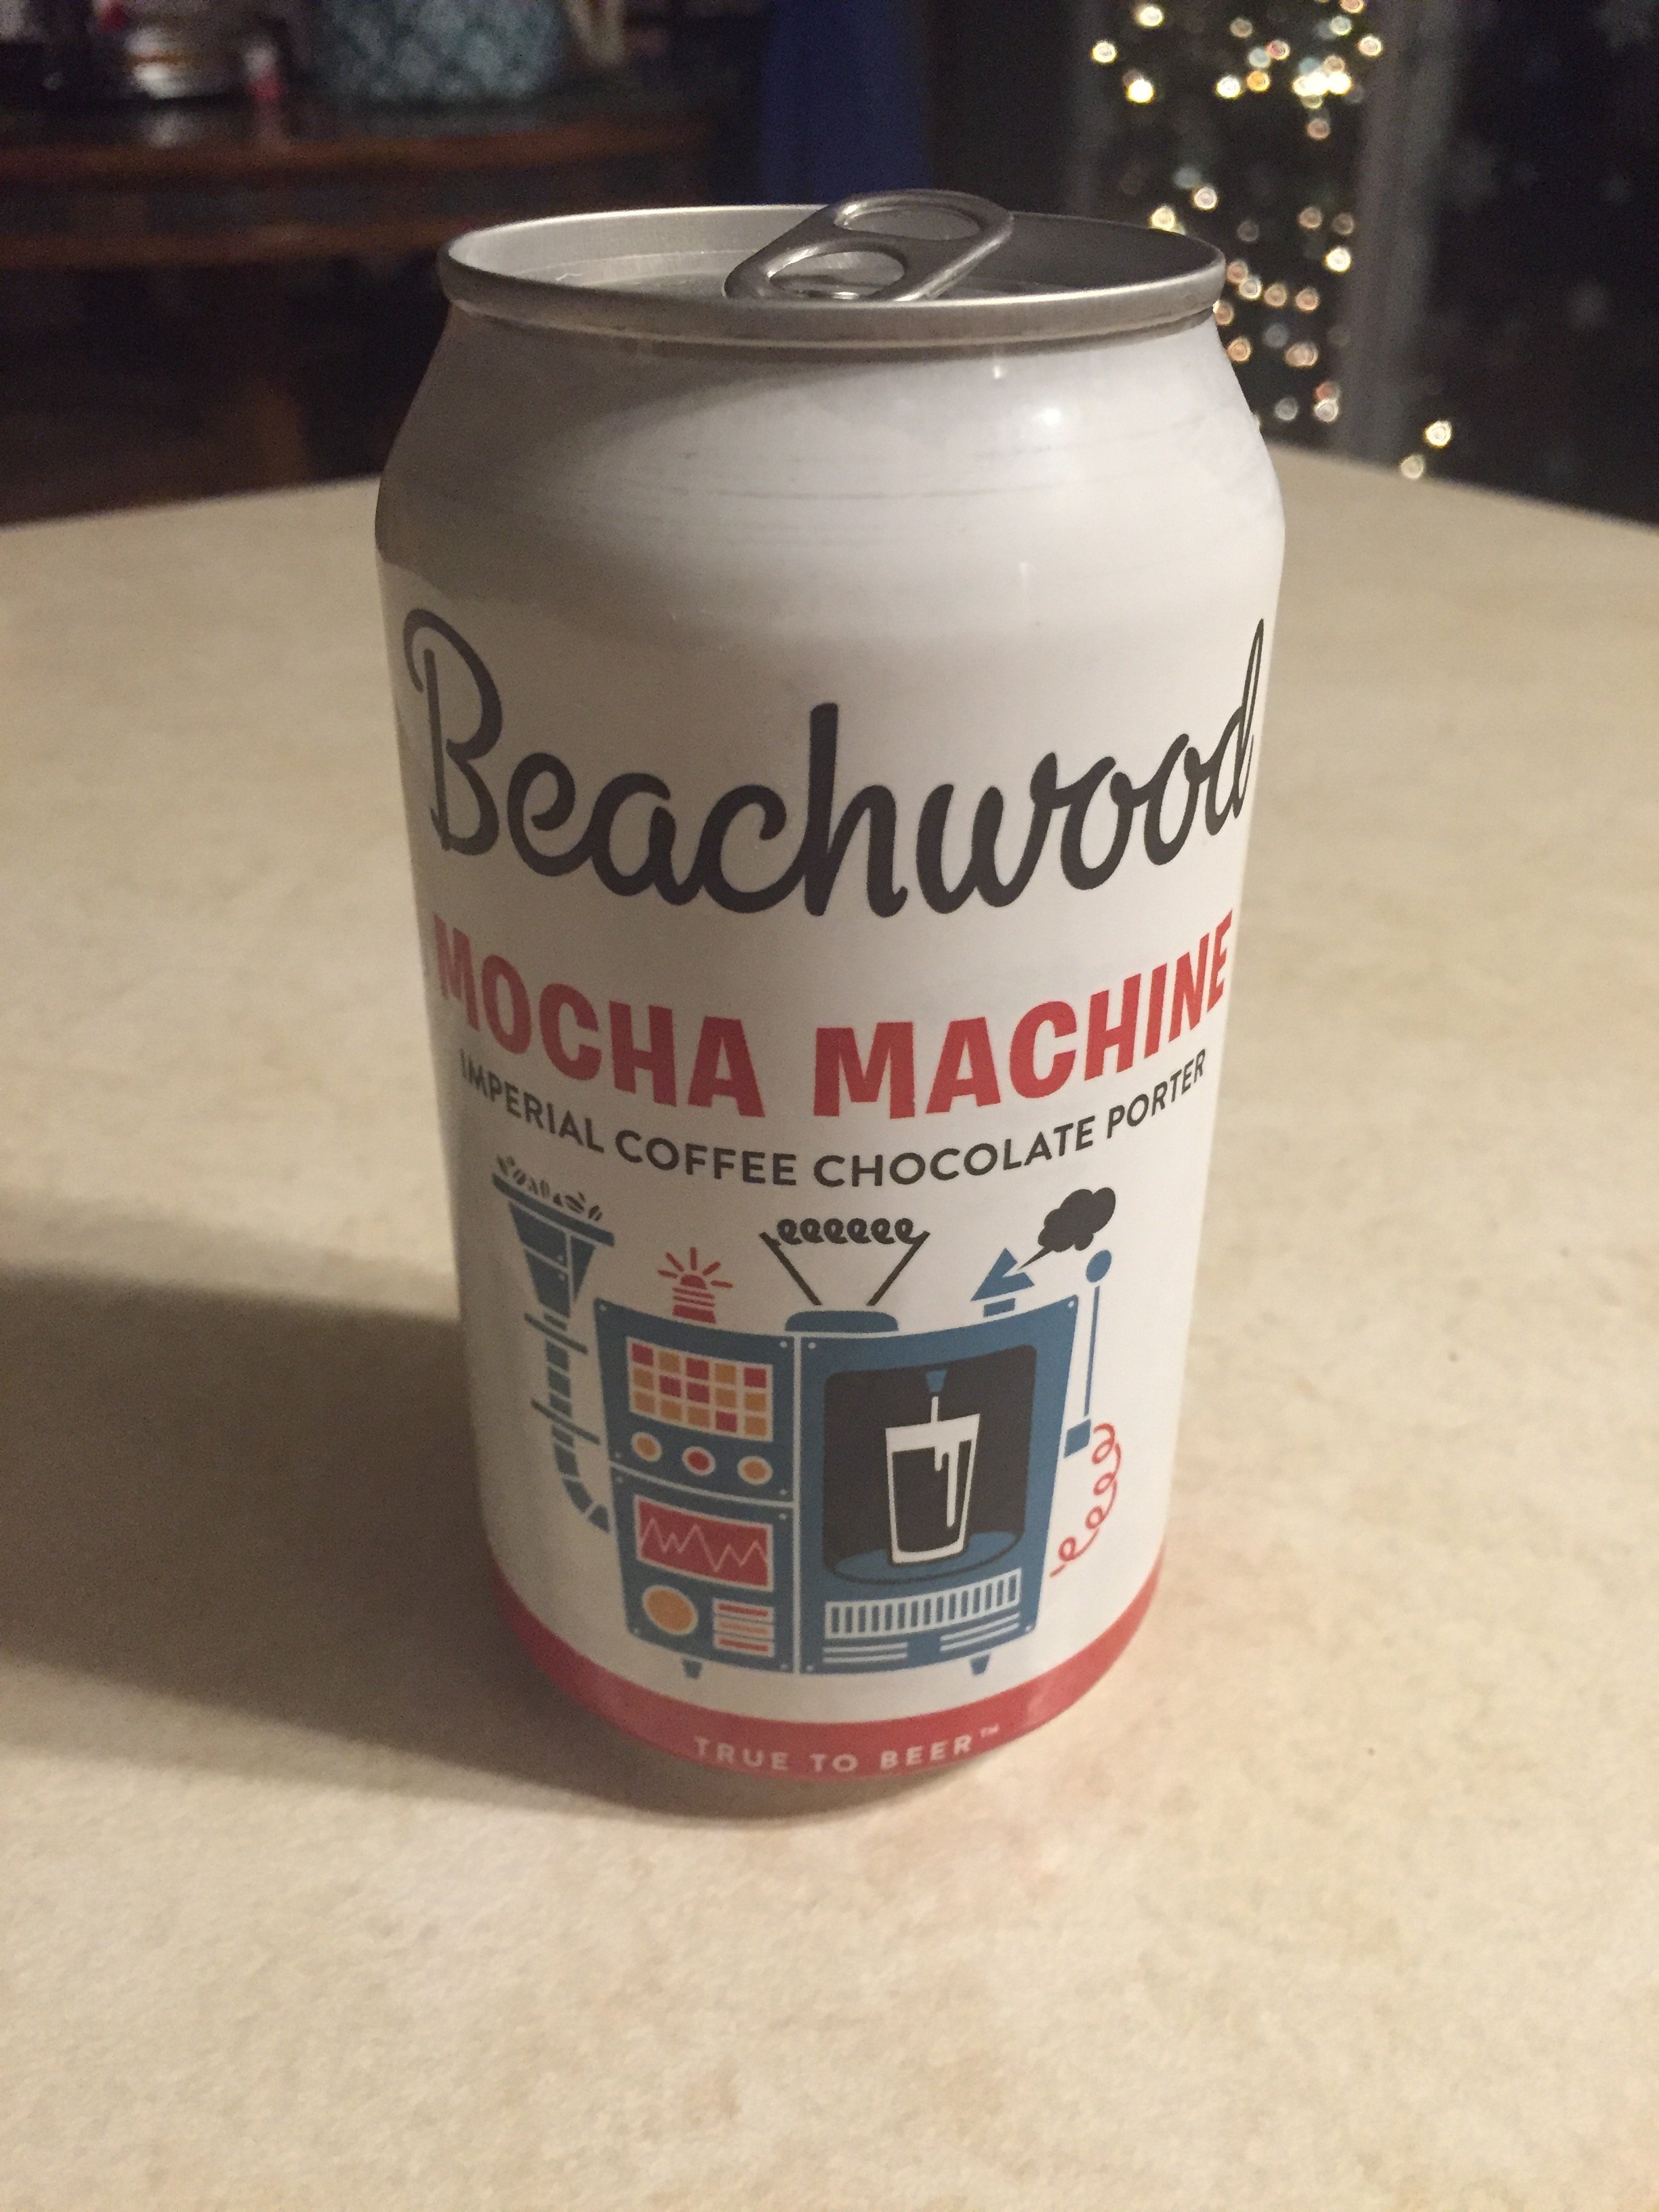 Beachwood
MOCHA MACHINE
IMPERIAL COFFEE CHOCOLATE PORTER
TRUE TO BEER™